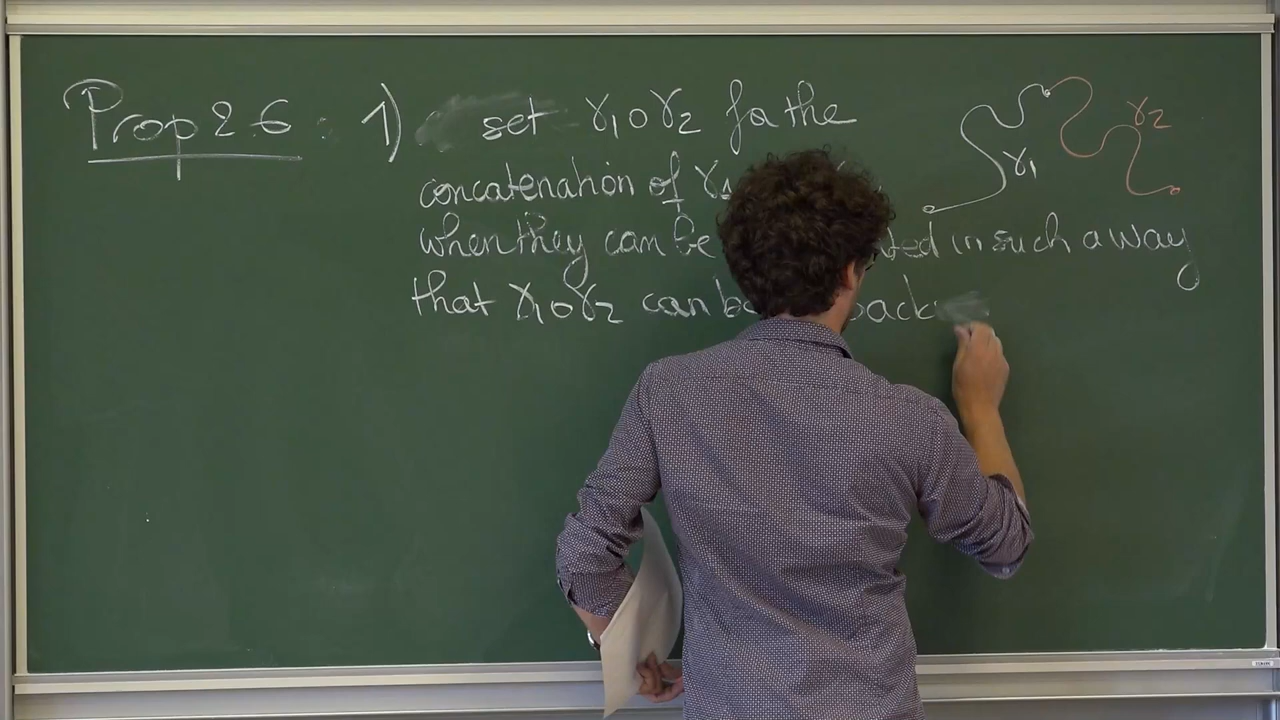 Prop 2.6 : 1) set γ₁∘γ₂ for the
concatenation of γ₁
when they can be in such a way
that γ₁∘γ₂ can be back
γ₁
γ₂